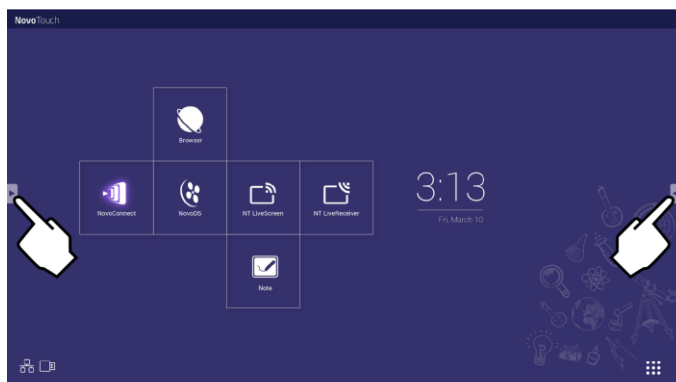 NovoTouch
Browser
NovoConnect
NovoDS
NT LiveScreen
NT LiveReceiver
3:13
Fri, March 10
Note